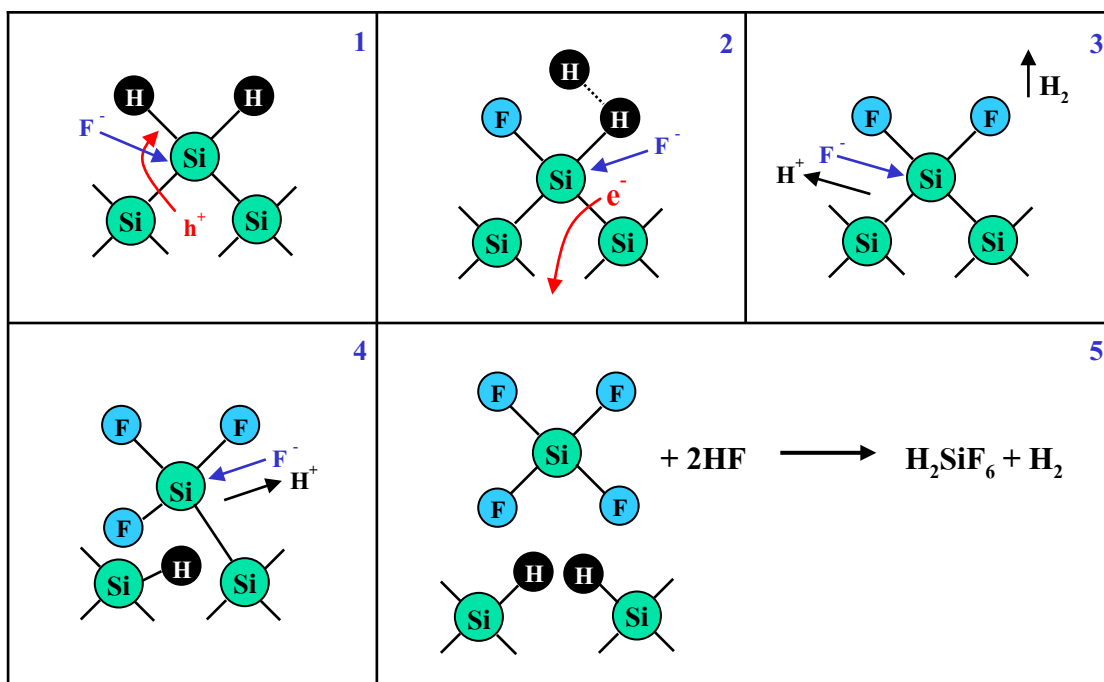 1
H H
F-
Si
Si Si
h+
2
H
F H
F-
Si
e-
Si Si
3
H2
F F
F-
H+
Si
Si Si
4
F F
F-
Si
H+
F
H
Si Si
5
F F
Si + 2HF H2SiF6 + H2
F F
H H
Si Si